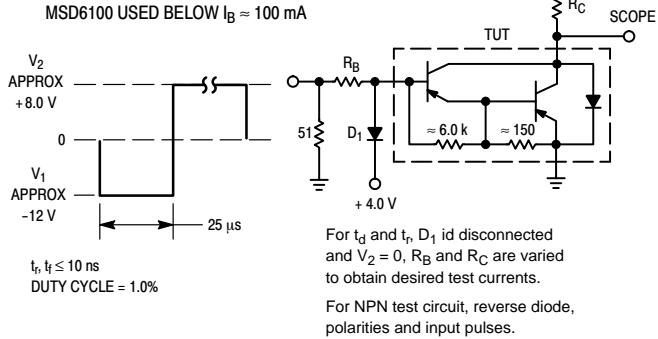 MSD6100 USED BELOW I_B ≈ 100 mA
R_C
SCOPE
TUT
V_2
APPROX
+8.0 V
R_B
0
51
D_1
≈ 6.0 k
≈ 150
V_1
APPROX
−12 V
+ 4.0 V
25 µs
t_r, t_f ≤ 10 ns
DUTY CYCLE = 1.0%
For t_d and t_r, D_1 id disconnected
and V_2 = 0, R_B and R_C are varied
to obtain desired test currents.
For NPN test circuit, reverse diode,
polarities and input pulses.